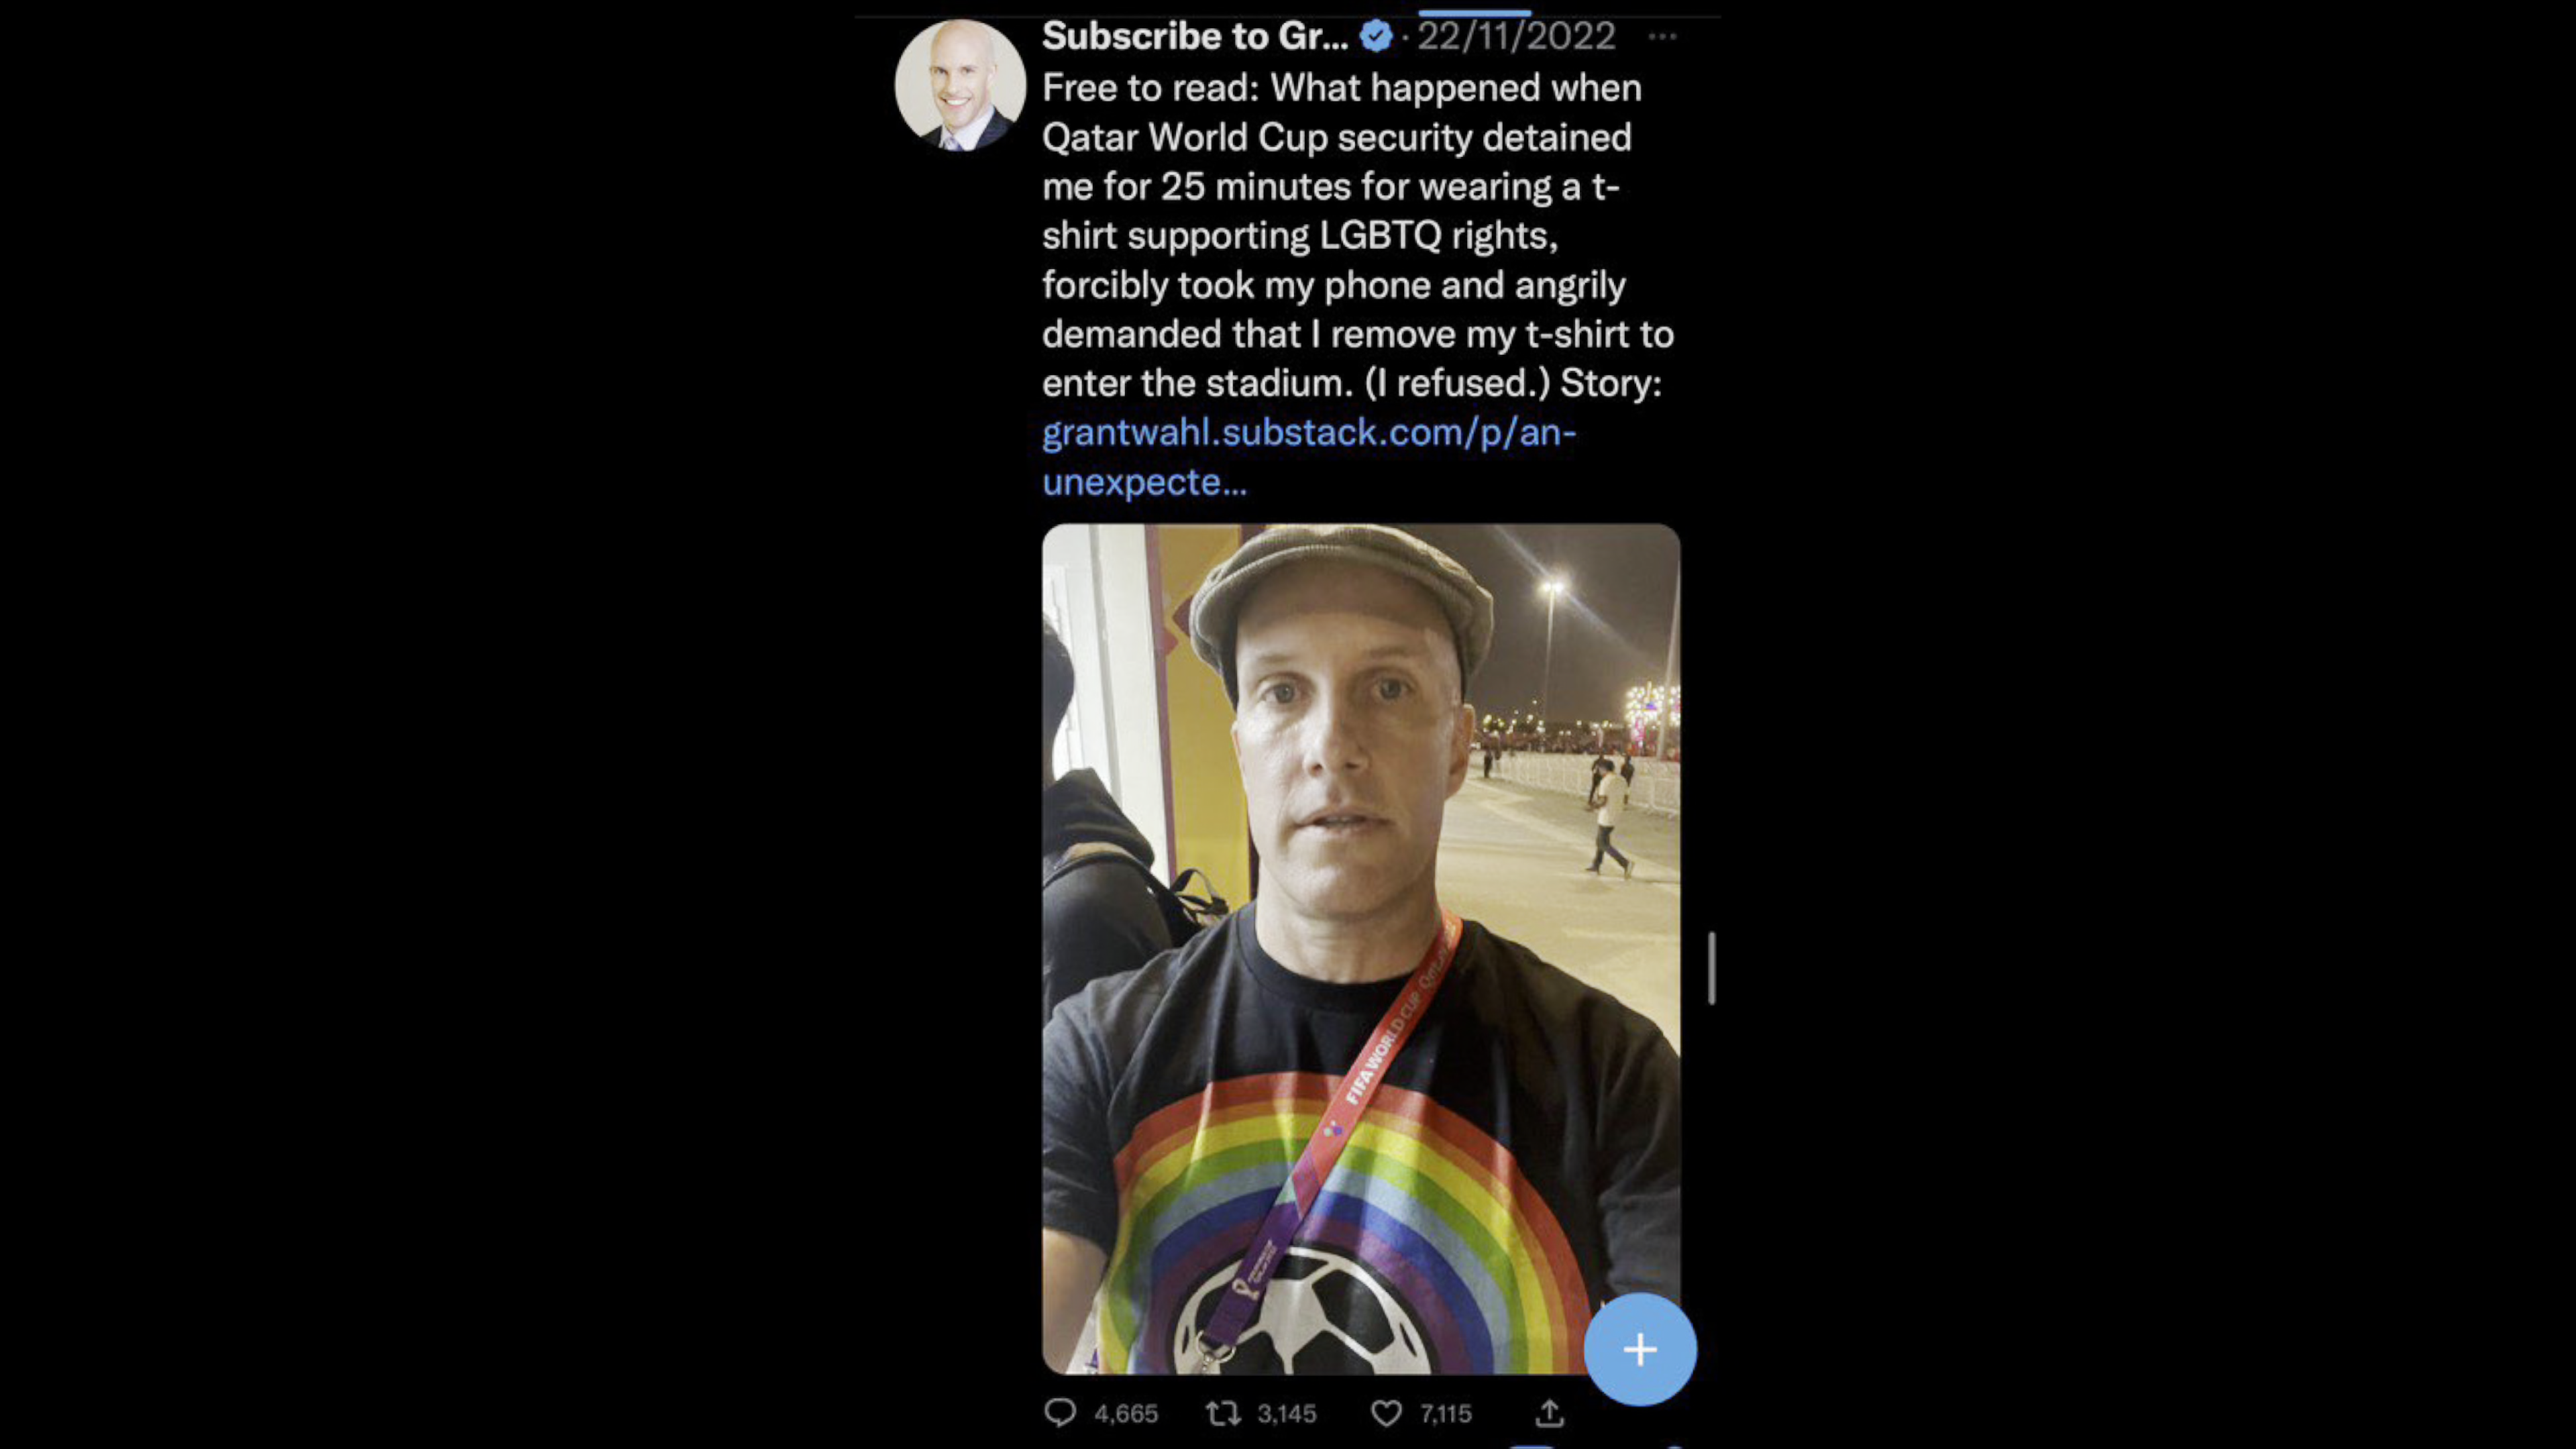 Subscribe to Gr... · 22/11/2022 ...
Free to read: What happened when
Qatar World Cup security detained
me for 25 minutes for wearing a t-
shirt supporting LGBTQ rights,
forcibly took my phone and angrily
demanded that I remove my t-shirt to
enter the stadium. (I refused.) Story:
grantwahl.substack.com/p/an-
unexpecte...
FIFA WORLD CUP
4,665 3,145 7,115